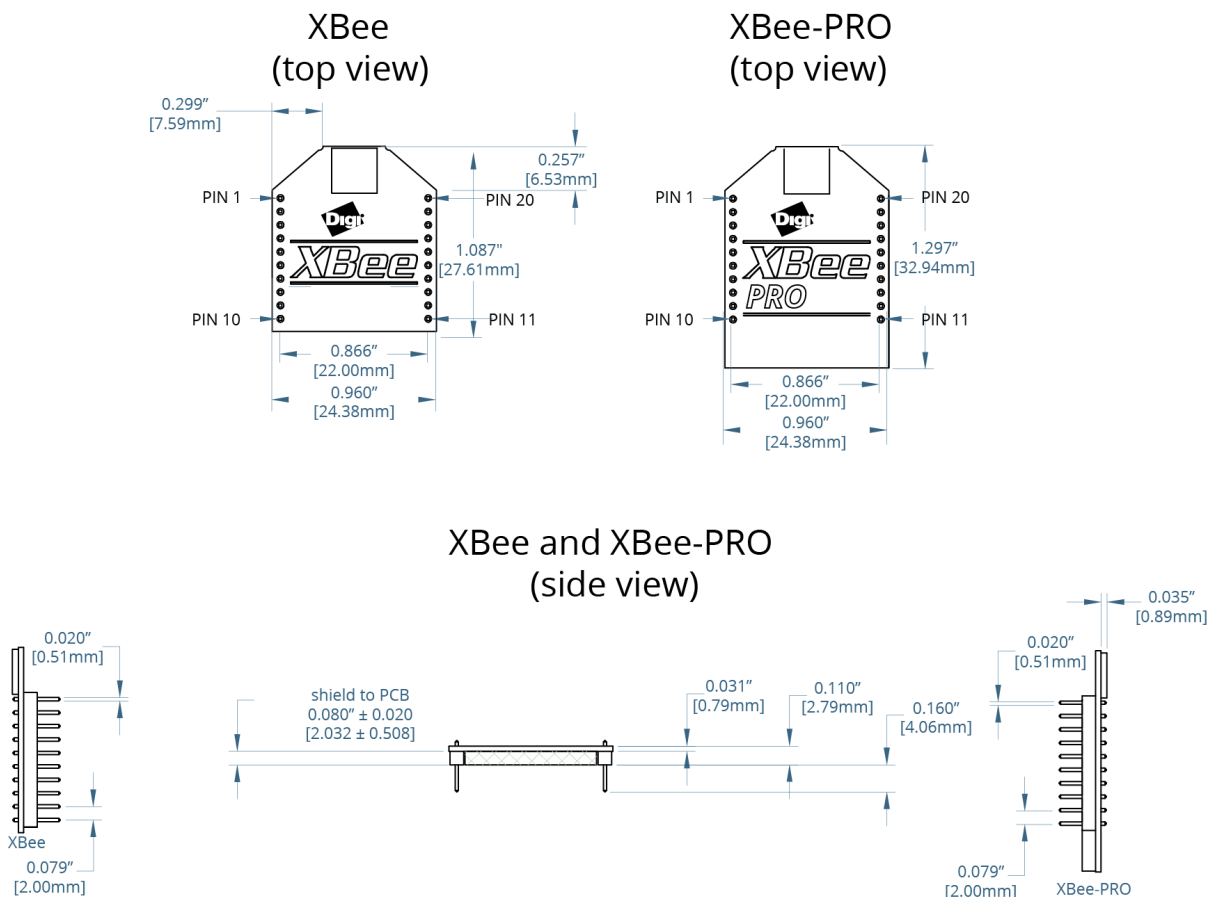 XBee
(top view)
XBee-PRO
(top view)
0.299”
[7.59mm]
0.257”
[6.53mm]
PIN 1
PIN 20
Digi
XBee
1.087"
[27.61mm]
PIN 10
PIN 11
0.866”
[22.00mm]
0.960”
[24.38mm]
PIN 1
PIN 20
Digi
XBee
PRO
1.297”
[32.94mm]
PIN 10
PIN 11
0.866”
[22.00mm]
0.960”
[24.38mm]
XBee and XBee-PRO
(side view)
0.020”
[0.51mm]
XBee
0.079”
[2.00mm]
shield to PCB
0.080” ± 0.020
[2.032 ± 0.508]
0.031”
[0.79mm]
0.110”
[2.79mm]
0.160”
[4.06mm]
0.035”
[0.89mm]
0.020”
[0.51mm]
0.079”
[2.00mm]
XBee-PRO